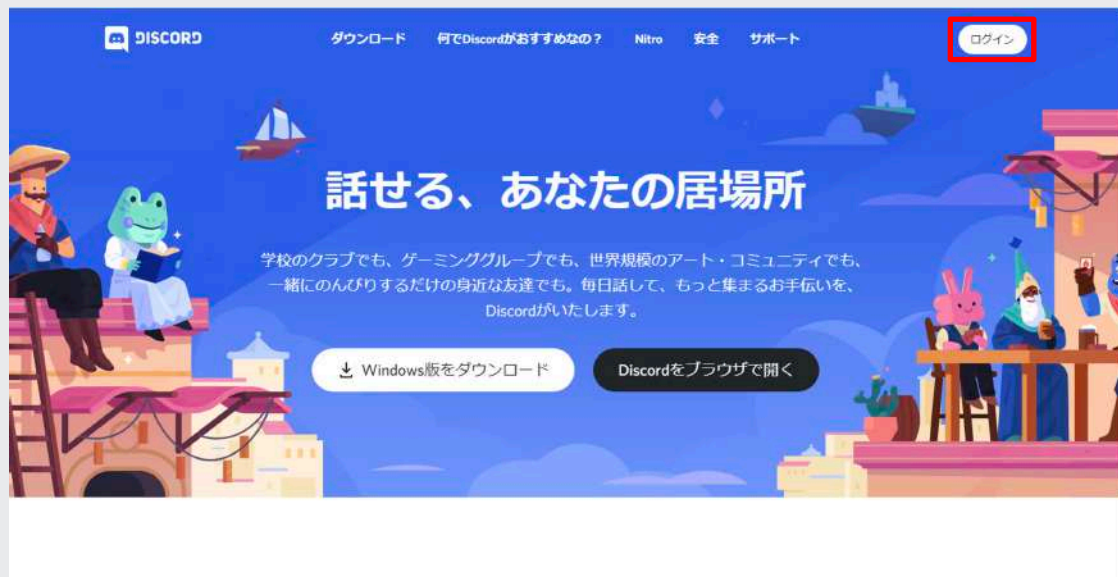 DISCORD
ダウンロード 何でDiscordがおすすめなの? Nitro 安全 サポート
ログイン
話せる、あなたの居場所
学校のクラブでも、ゲーミンググループでも、世界規模のアート・コミュニティでも、
一緒にのんびりするだけの身近な友達でも。毎日話して、もっと集まるお手伝いを、
Discordがいたします。
Windows版をダウンロード
Discordをブラウザで開く